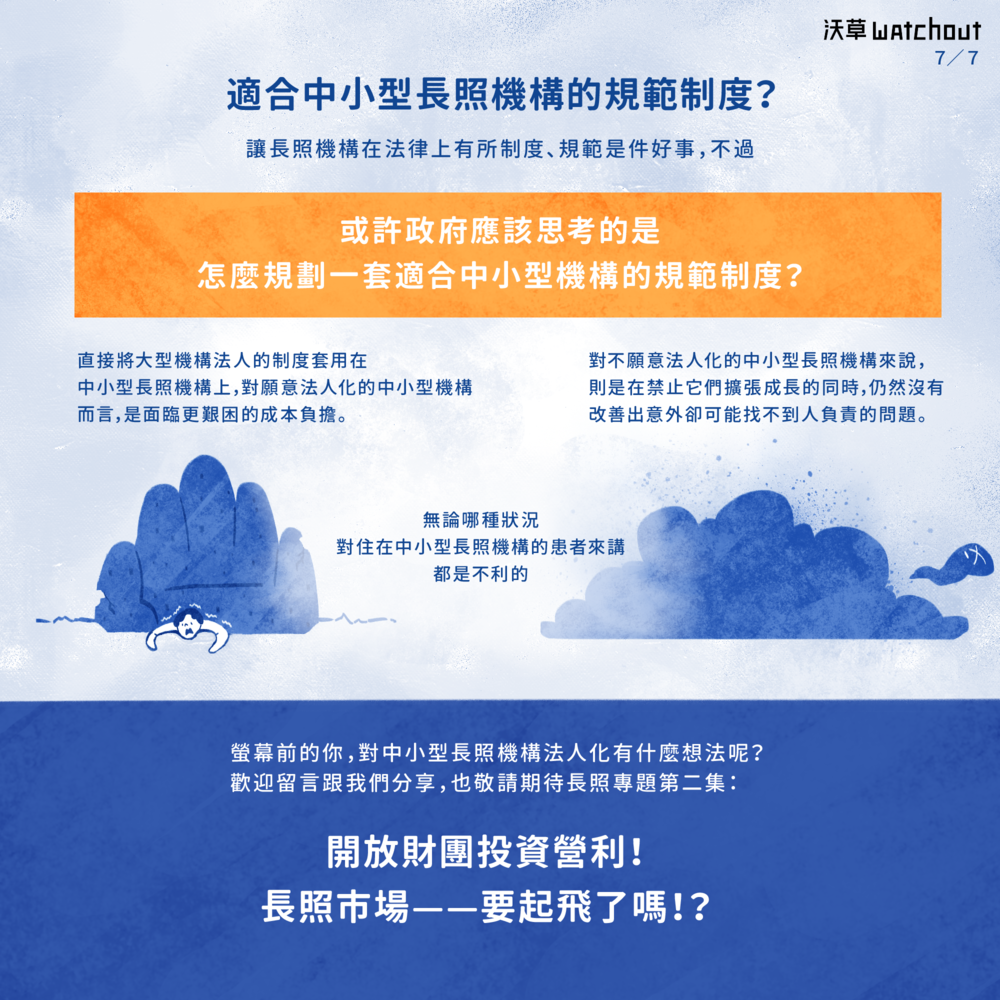 沃草 watchout
7／7
適合中小型長照機構的規範制度？
讓長照機構在法律上有所制度、規範是件好事，不過
或許政府應該思考的是
怎麼規劃一套適合中小型機構的規範制度？
直接將大型機構法人的制度套用在
中小型長照機構上，對願意法人化的中小型機構
而言，是面臨更艱困的成本負擔。
對不願意法人化的中小型長照機構來說，
則是在禁止它們擴張成長的同時，仍然沒有
改善出意外卻可能找不到人負責的問題。
無論哪種狀況
對住在中小型長照機構的患者來講
都是不利的
螢幕前的你，對中小型長照機構法人化有什麼想法呢？
歡迎留言跟我們分享，也敬請期待長照專題第二集：
開放財團投資營利！
長照市場——要起飛了嗎！？